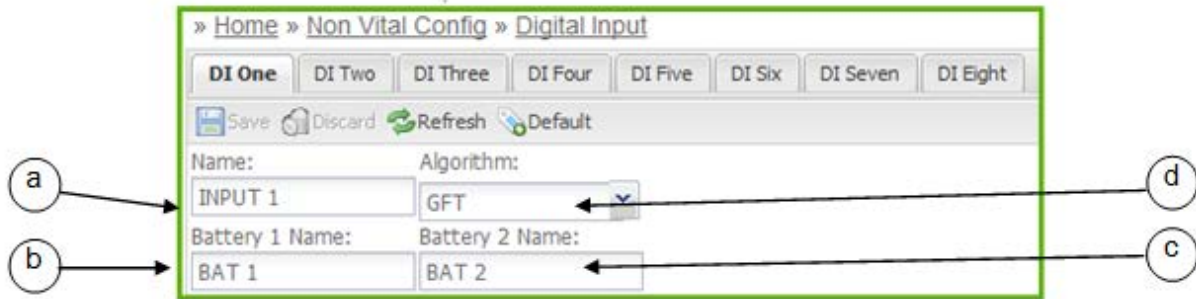 » Home » Non Vital Config » Digital Input
DI One DI Two DI Three DI Four DI Five DI Six DI Seven DI Eight
Save Discard Refresh Default
Name: Algorithm:
a INPUT 1 GFT d
Battery 1 Name: Battery 2 Name:
b BAT 1 BAT 2 c